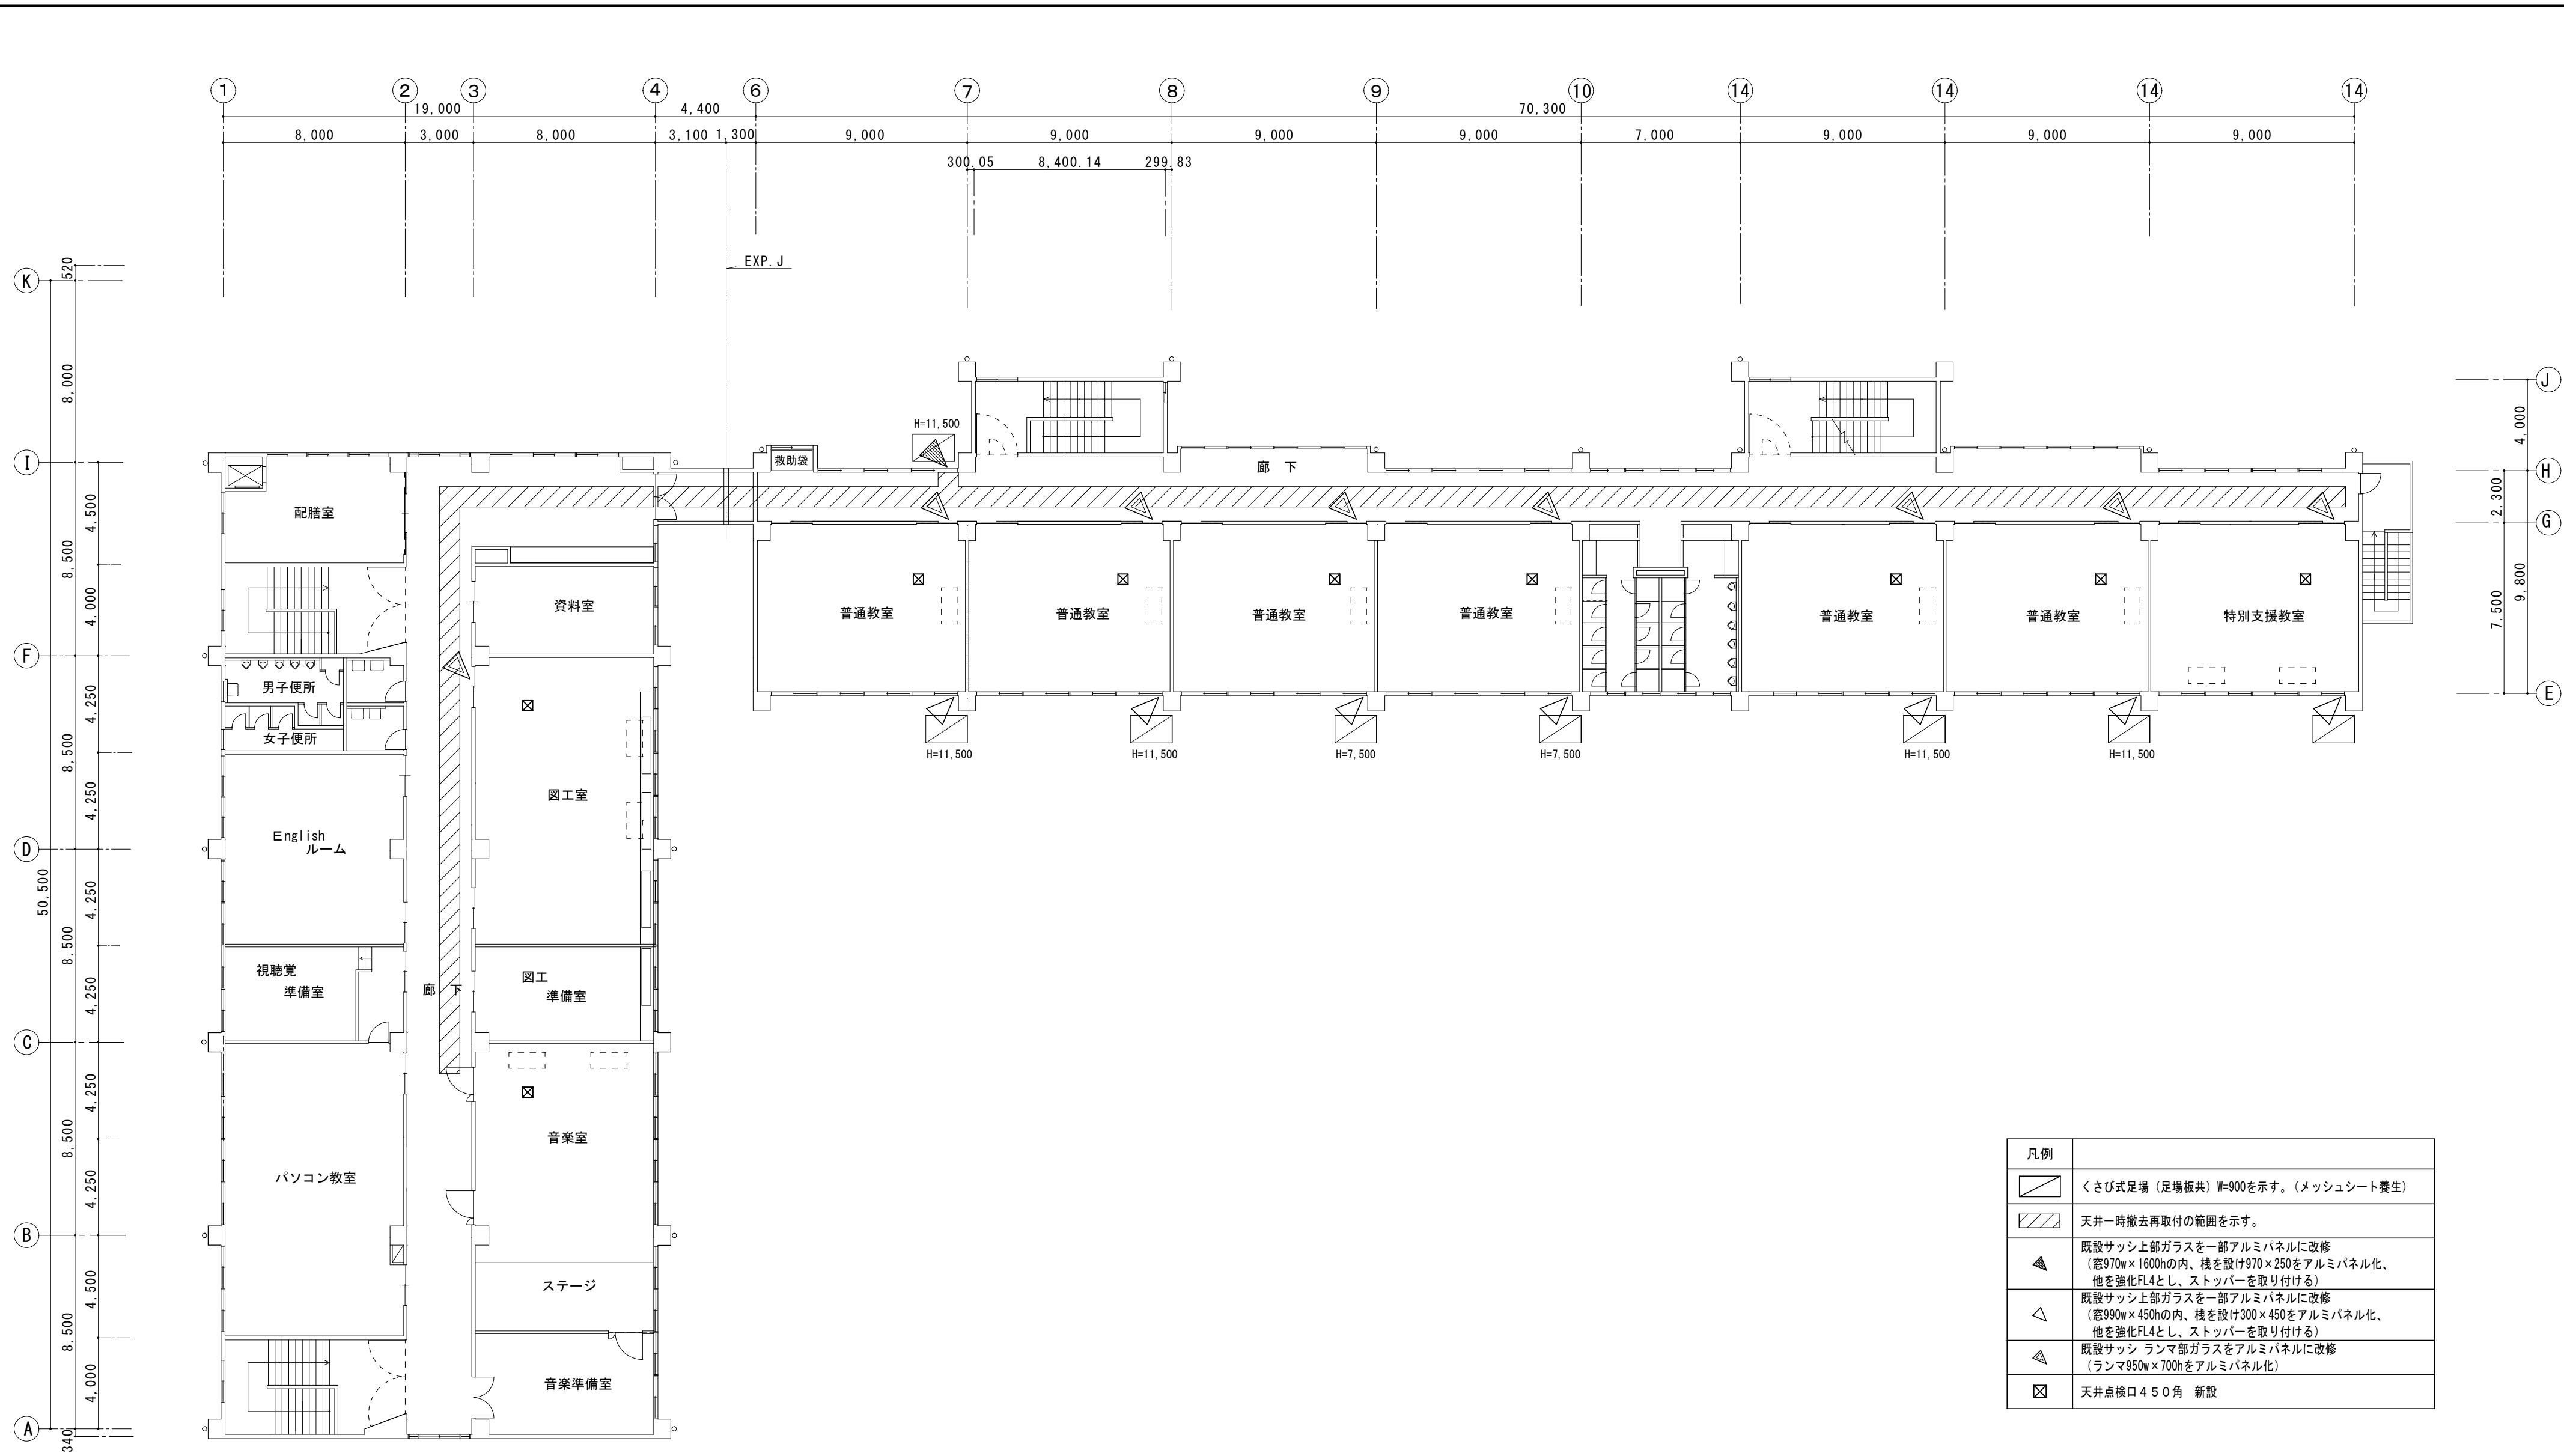 1 2 3 4 6 7 8 9 10 14 14 14 14
19,000 4,400 70,300
8,000 3,000 8,000 3,100 1,300 9,000 9,000 9,000 9,000 7,000 9,000 9,000 9,000
300.05 8,400.14 299.83
EXP.J
K
520
8,000
J
4,000
H=11,500
I
救助袋
廊 下
H
2,300
G
配膳室
4,500
8,500
4,000
資料室
普通教室 普通教室 普通教室 普通教室 普通教室 普通教室 特別支援教室
7,500
9,800
F
男子便所
女子便所
4,250
8,500
4,250
E
H=11,500 H=11,500 H=7,500 H=7,500 H=11,500 H=11,500
図工室
English
ルーム
D
50,500
4,250
8,500
4,250
視聴覚
準備室
廊 下
図工
準備室
C
4,250
8,500
4,250
音楽室
パソコン教室
B
4,500
8,500
4,000
ステージ
音楽準備室
A
340
凡例
くさび式足場（足場板共）W=900を示す。（メッシュシート養生）
天井一時撤去再取付の範囲を示す。
既設サッシ上部ガラスを一部アルミパネルに改修
（窓970w×1600hの内、桟を設け970×250をアルミパネル化、
他を強化FL4とし、ストッパーを取り付ける）
既設サッシ上部ガラスを一部アルミパネルに改修
（窓990w×450hの内、桟を設け300×450をアルミパネル化、
他を強化FL4とし、ストッパーを取り付ける）
既設サッシ ランマ部ガラスをアルミパネルに改修
（ランマ950w×700hをアルミパネル化）
天井点検口４５０角 新設